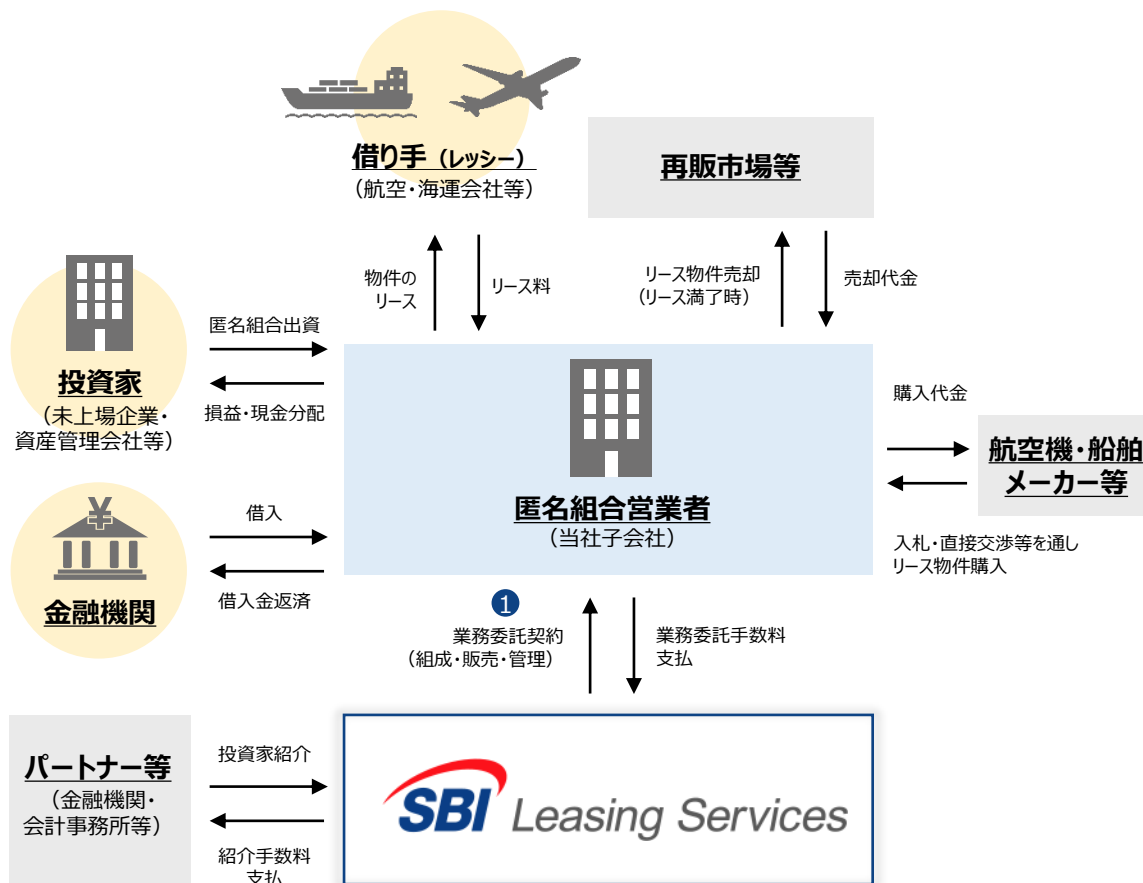 借り手（レッシー）
（航空・海運会社等）
再販市場等
物件の
リース
リース料
リース物件売却
（リース満了時）
売却代金
投資家
（未上場企業・
資産管理会社等）
匿名組合出資
損益・現金分配
匿名組合営業者
（当社子会社）
購入代金
航空機・船舶
メーカー等
入札・直接交渉等を通し
リース物件購入
¥
金融機関
借入
借入金返済
1
業務委託契約
（組成・販売・管理）
業務委託手数料
支払
パートナー等
（金融機関・
会計事務所等）
投資家紹介
紹介手数料
支払
SBI Leasing Services